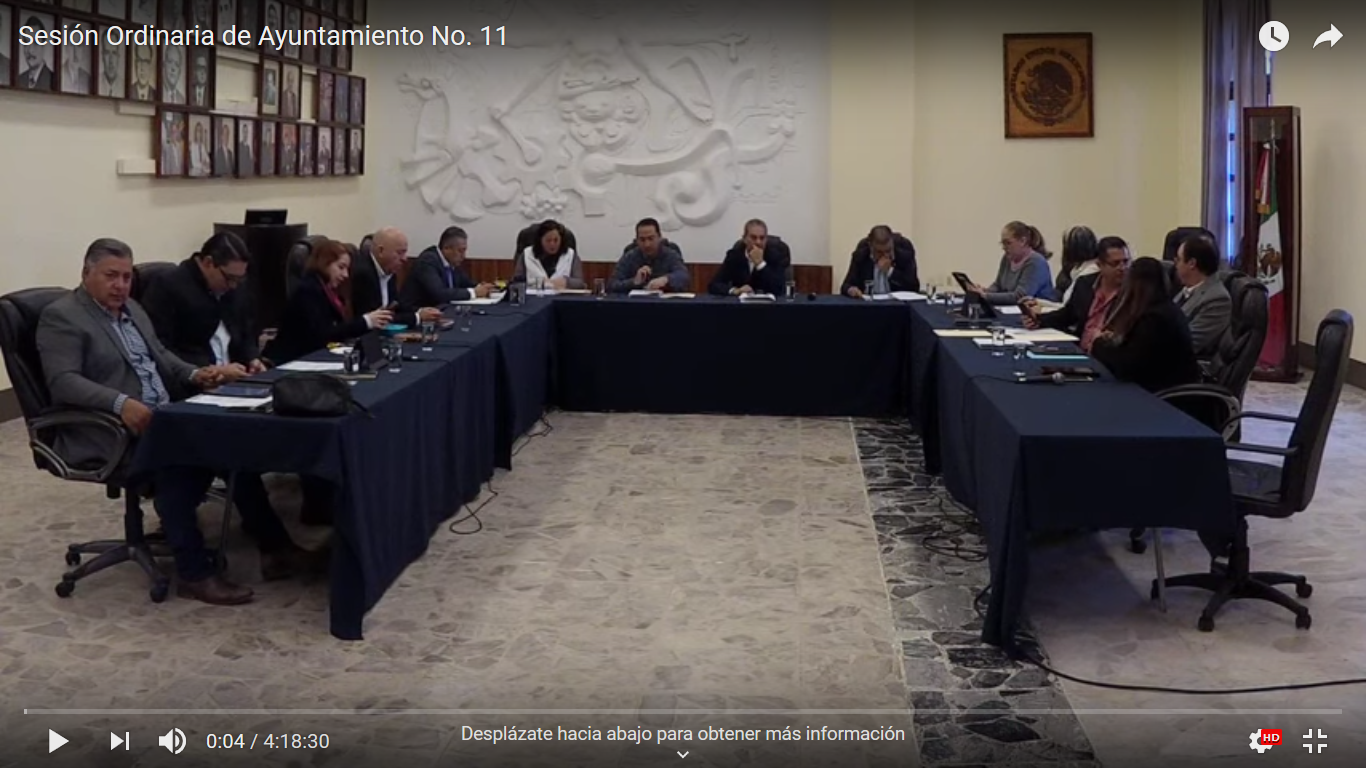 Sesión Ordinaria de Ayuntamiento No. 11
0:04 / 4:18:30
Desplázate hacia abajo para obtener más información
HD